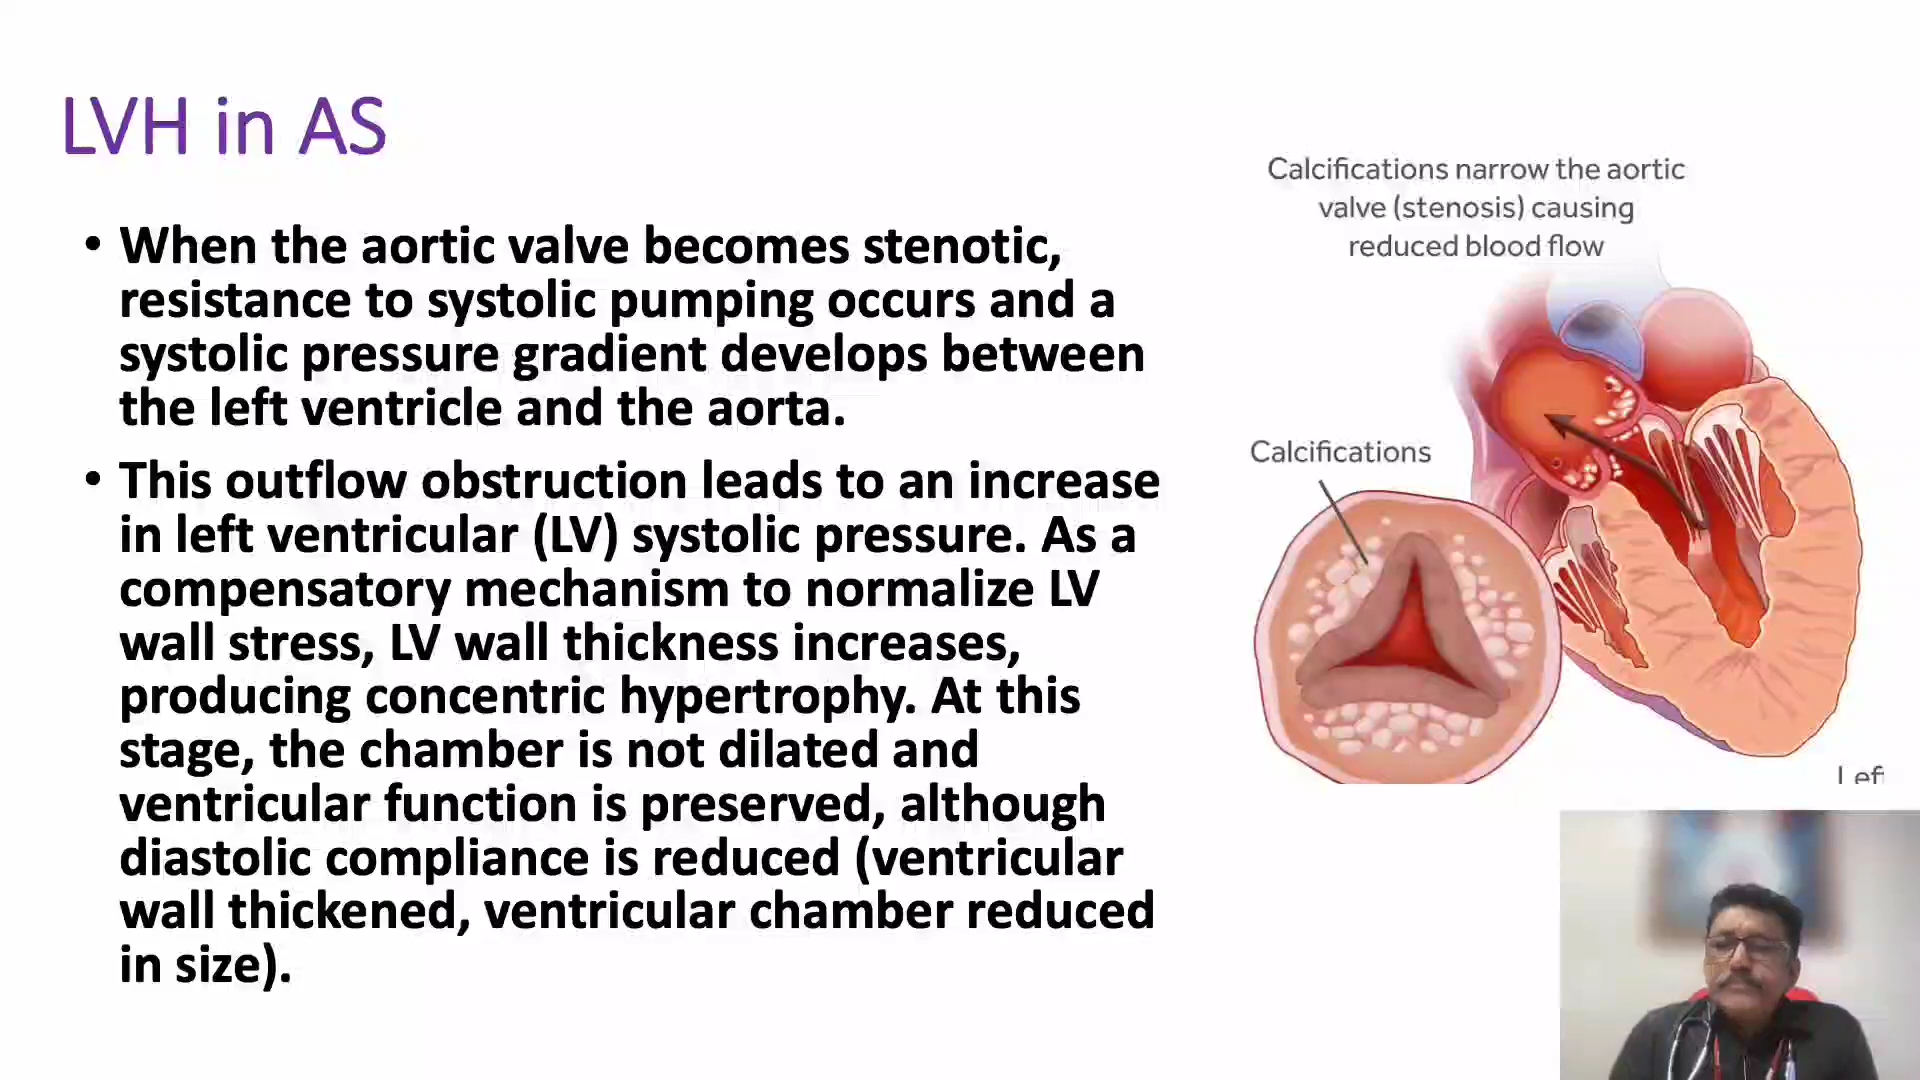 LVH in AS
• When the aortic valve becomes stenotic,
resistance to systolic pumping occurs and a
systolic pressure gradient develops between
the left ventricle and the aorta.
• This outflow obstruction leads to an increase
in left ventricular (LV) systolic pressure. As a
compensatory mechanism to normalize LV
wall stress, LV wall thickness increases,
producing concentric hypertrophy. At this
stage, the chamber is not dilated and
ventricular function is preserved, although
diastolic compliance is reduced (ventricular
wall thickened, ventricular chamber reduced
in size).
Calcifications narrow the aortic
valve (stenosis) causing
reduced blood flow
Calcifications